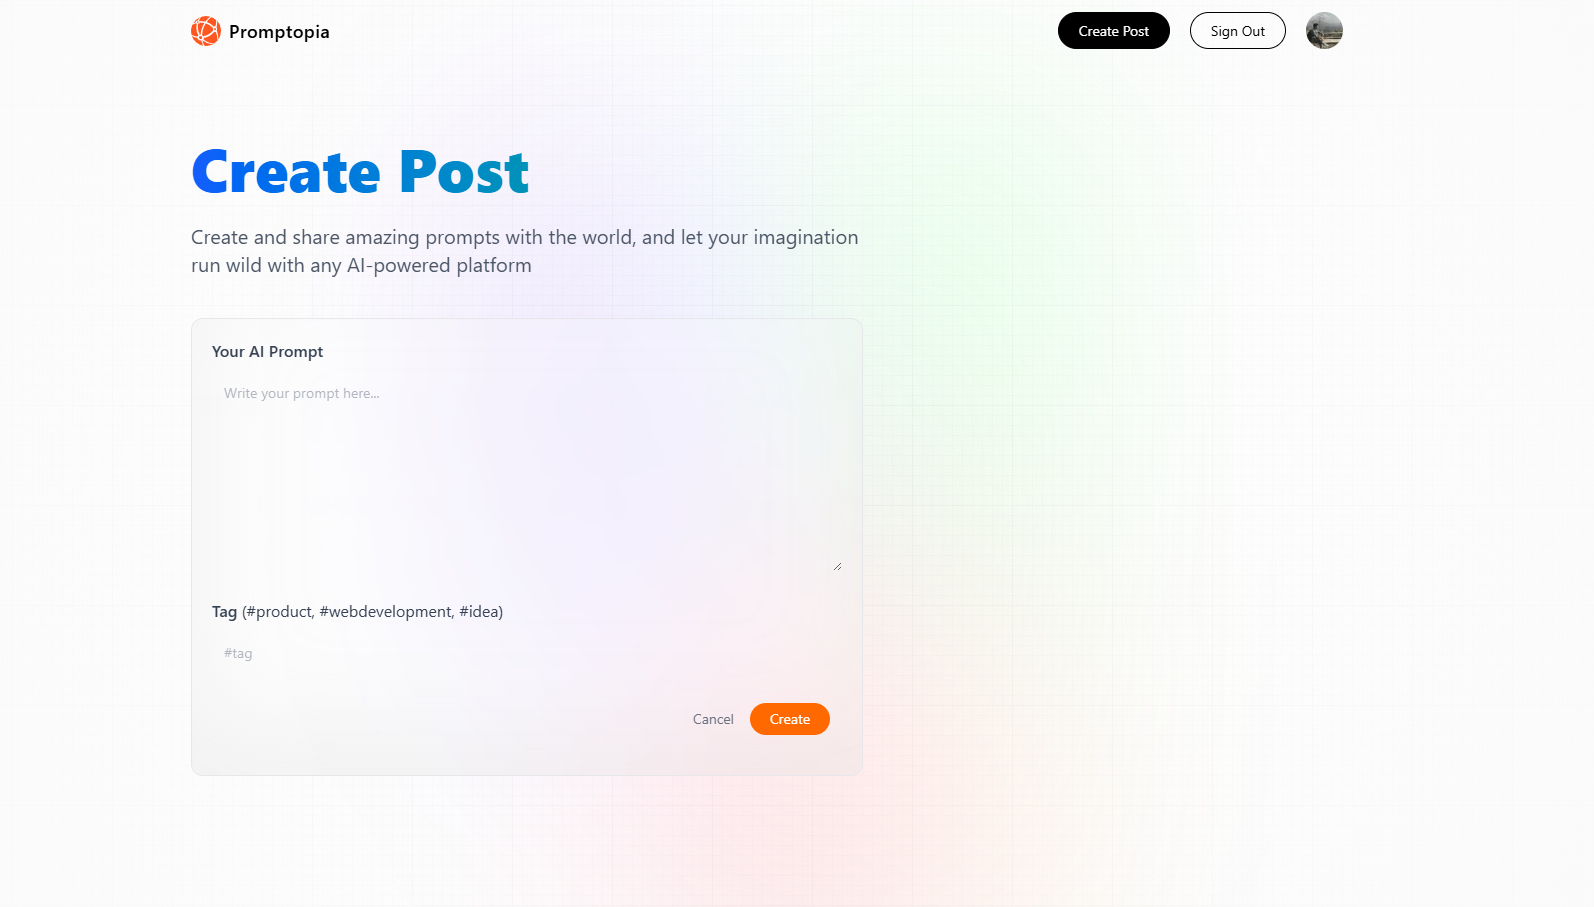 Promptopia
Create Post
Sign Out
Create Post
Create and share amazing prompts with the world, and let your imagination
run wild with any AI-powered platform
Your AI Prompt
Write your prompt here...
Tag (#product, #webdevelopment, #idea)
#tag
Cancel
Create